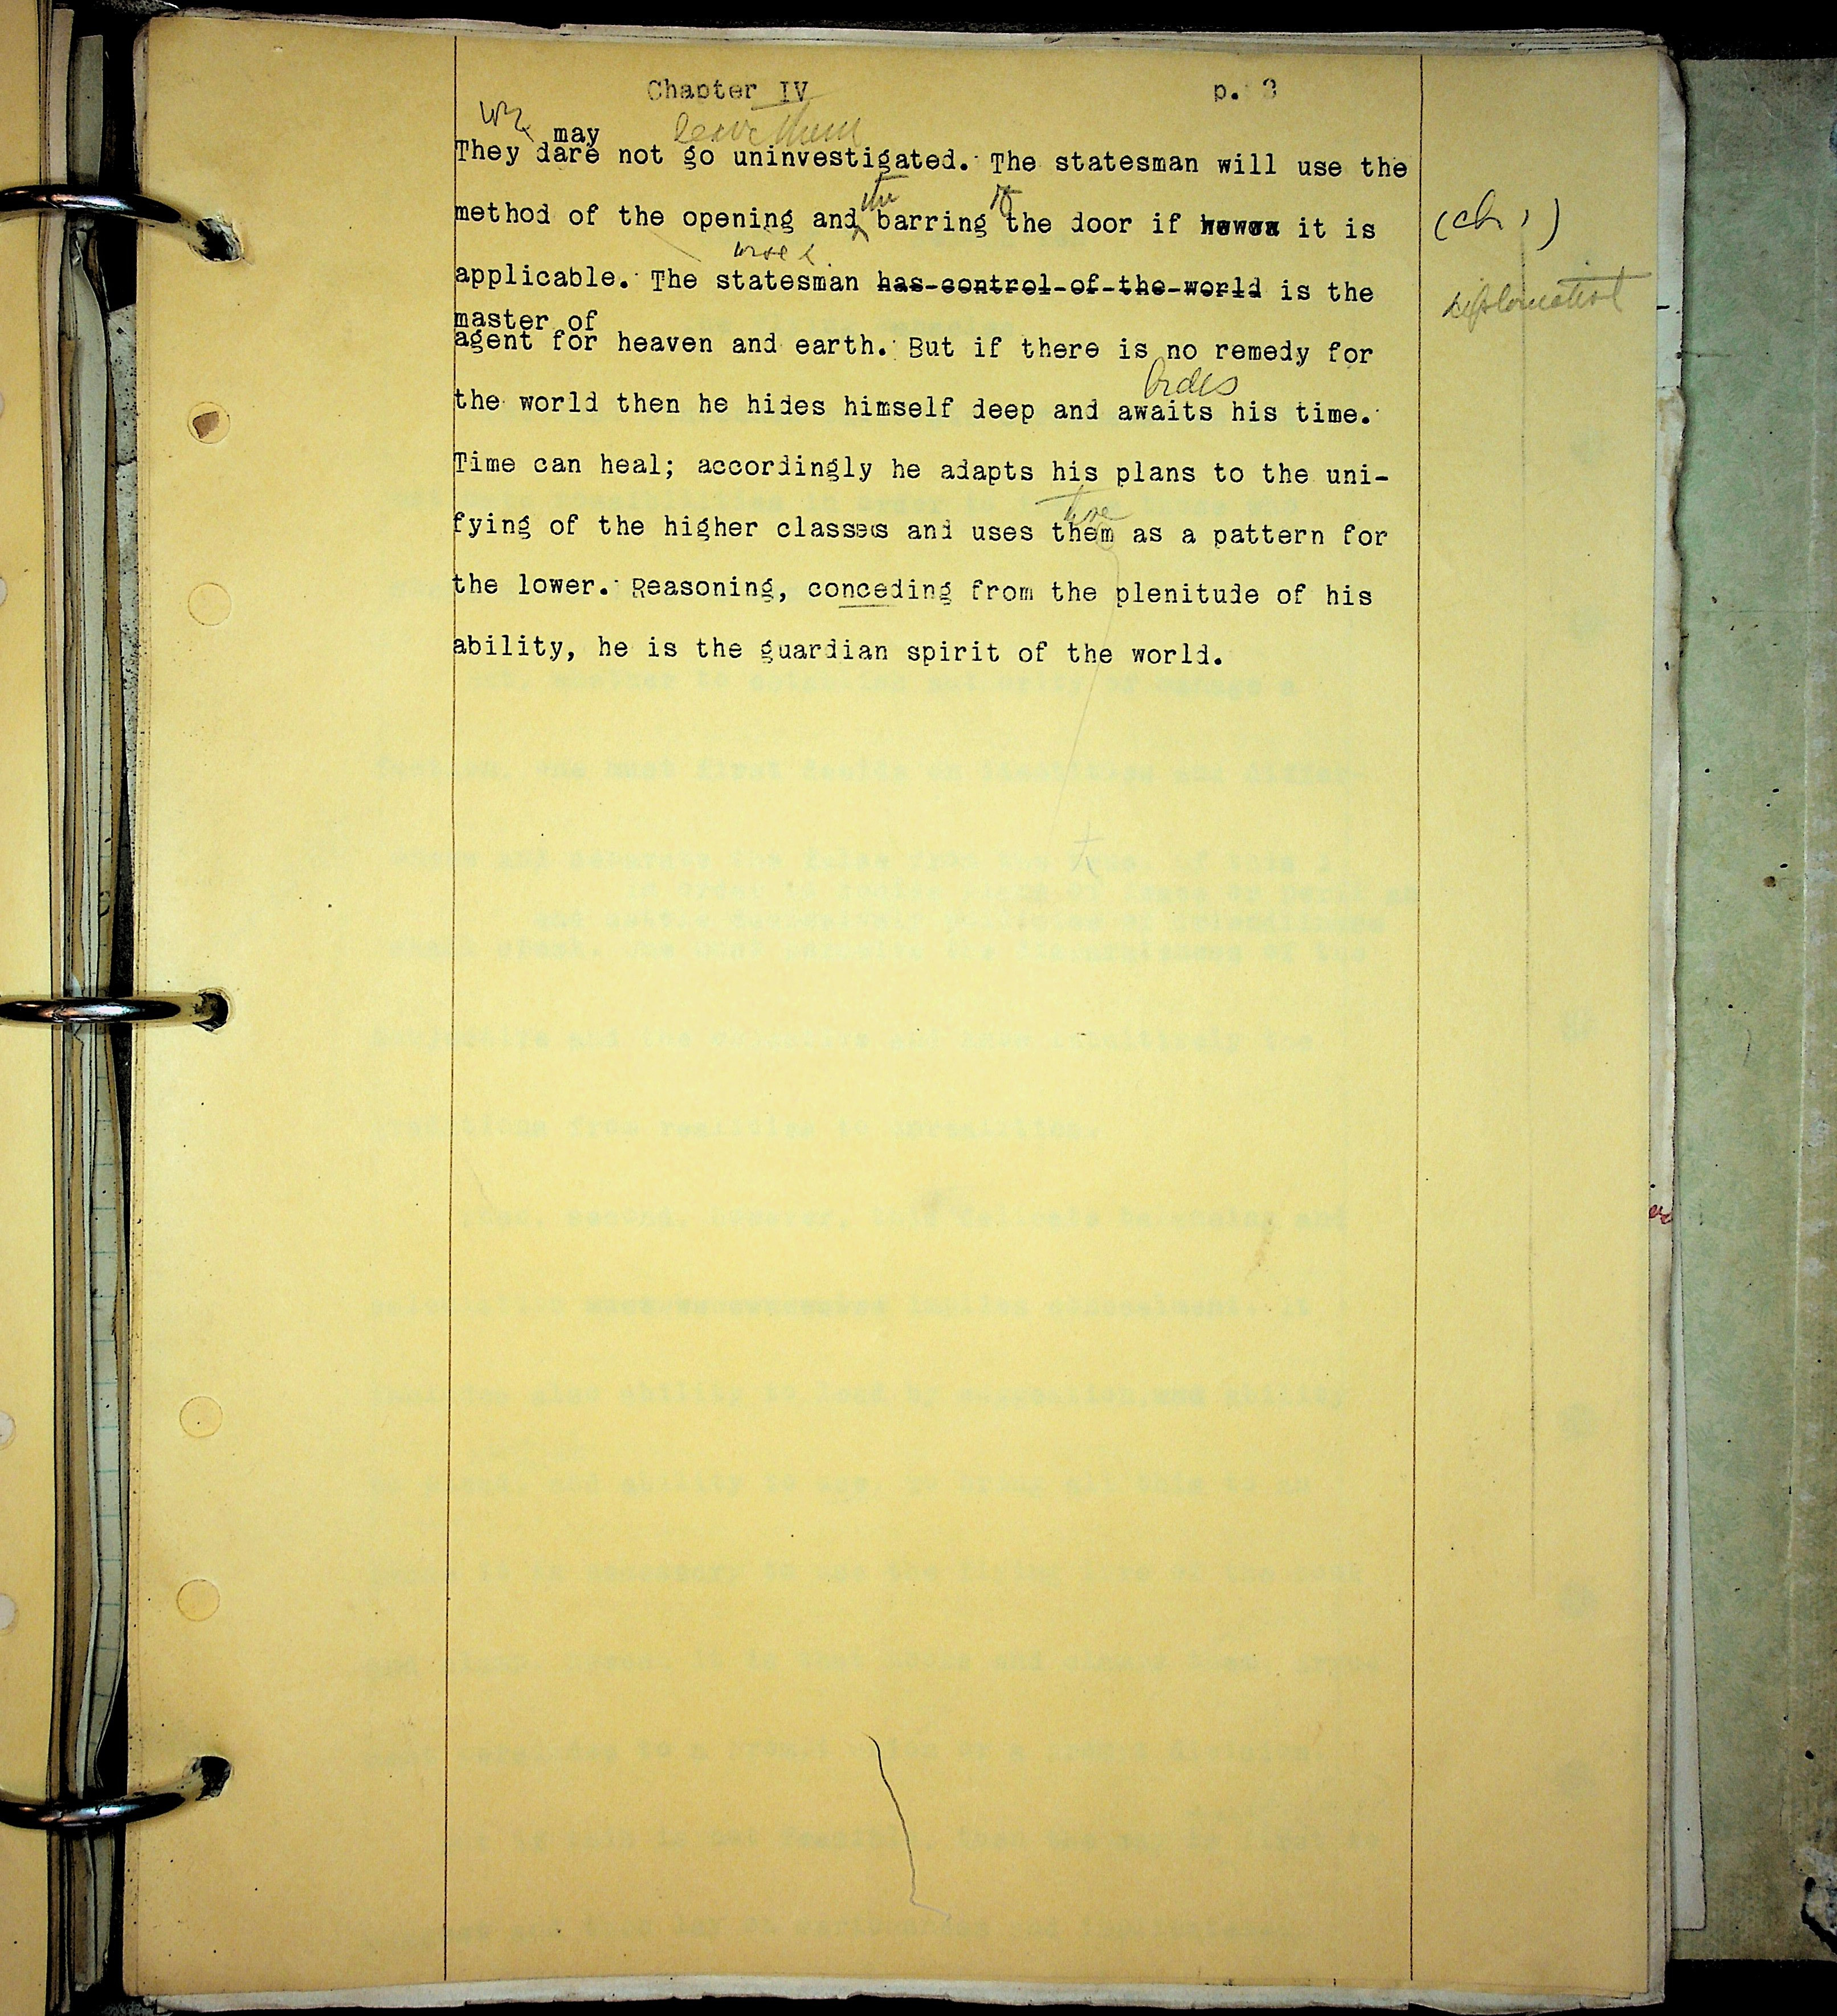 Chapter IV p. 3
we may leave them
They dare not go uninvestigated. The statesman will use the
the of
method of the opening and barring the door if it is (ch 1)
wise
applicable. The statesman has control of the world is the diplomatist
master of
agent for heaven and earth. But if there is no remedy for
bides
the world then he hides himself deep and awaits his time.
Time can heal; accordingly he adapts his plans to the uni-
fying of the higher classes and uses them as a pattern for
the lower. Reasoning, conceding from the plenitude of his
ability, he is the guardian spirit of the world.